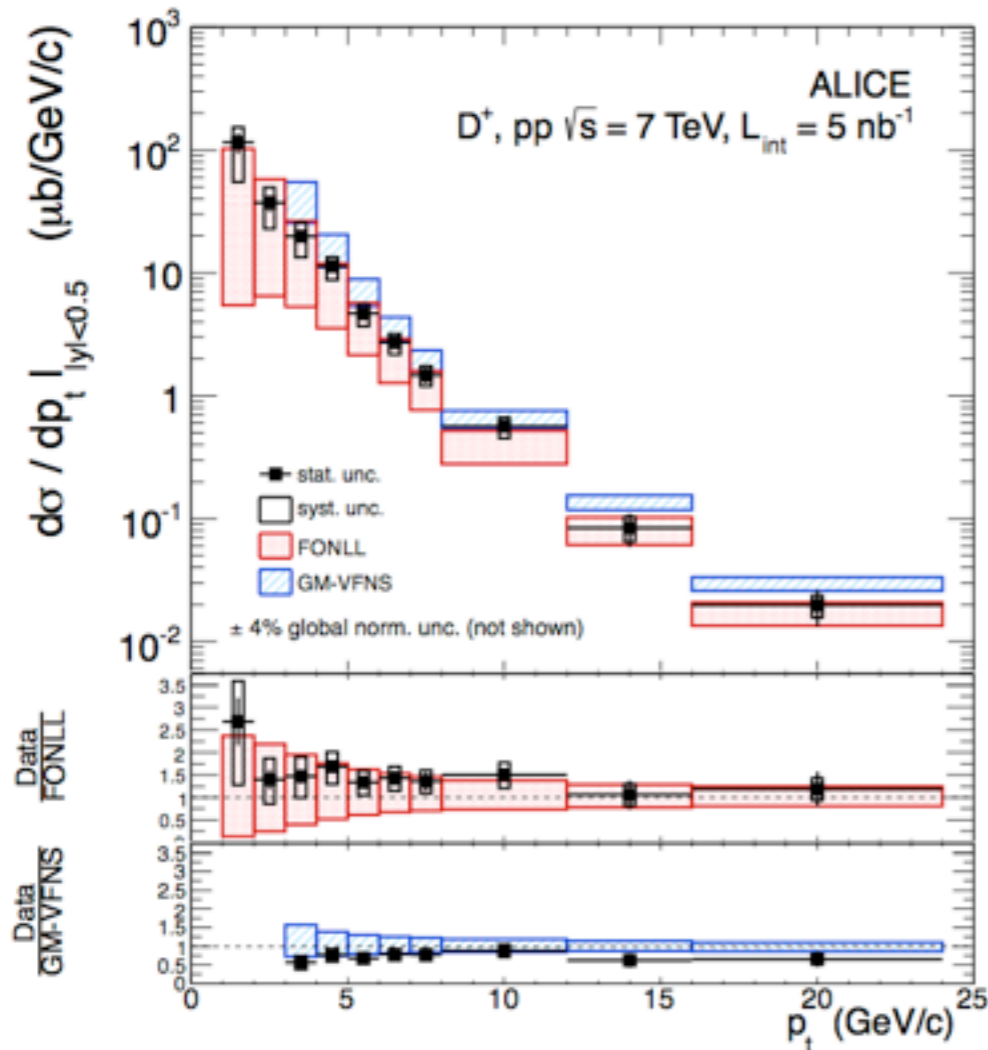 ALICE
D⁺, pp √s = 7 TeV, L_int = 5 nb⁻¹
dσ / dp_t |_|y|<0.5 (μb/GeV/c)
10³
10²
10
1
10⁻¹
10⁻²
stat. unc.
syst. unc.
FONLL
GM-VFNS
± 4% global norm. unc. (not shown)
Data
FONLL
3.5
3
2.5
2
1.5
1
0.5
0
Data
GM-VFNS
3.5
3
2.5
2
1.5
1
0.5
0
0 5 10 15 20 25
p_t (GeV/c)